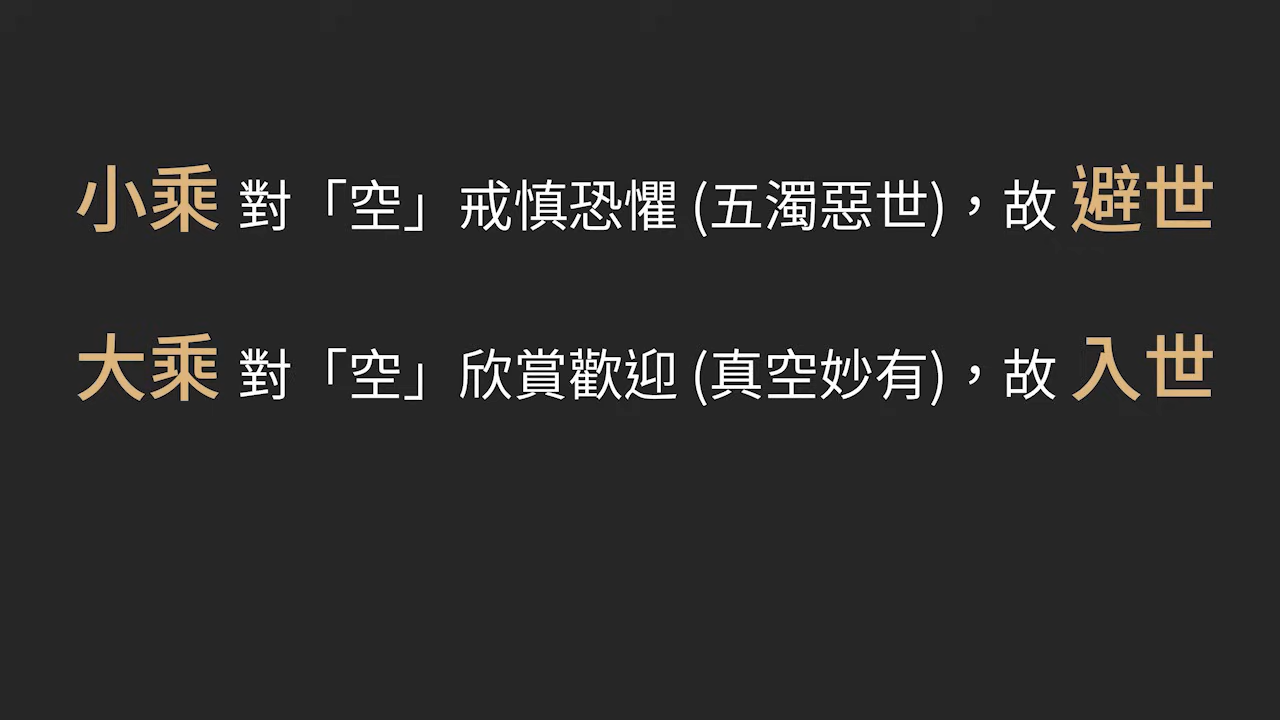 小乘 對「空」戒慎恐懼 (五濁惡世)，故 避世
大乘 對「空」欣賞歡迎 (真空妙有)，故 入世